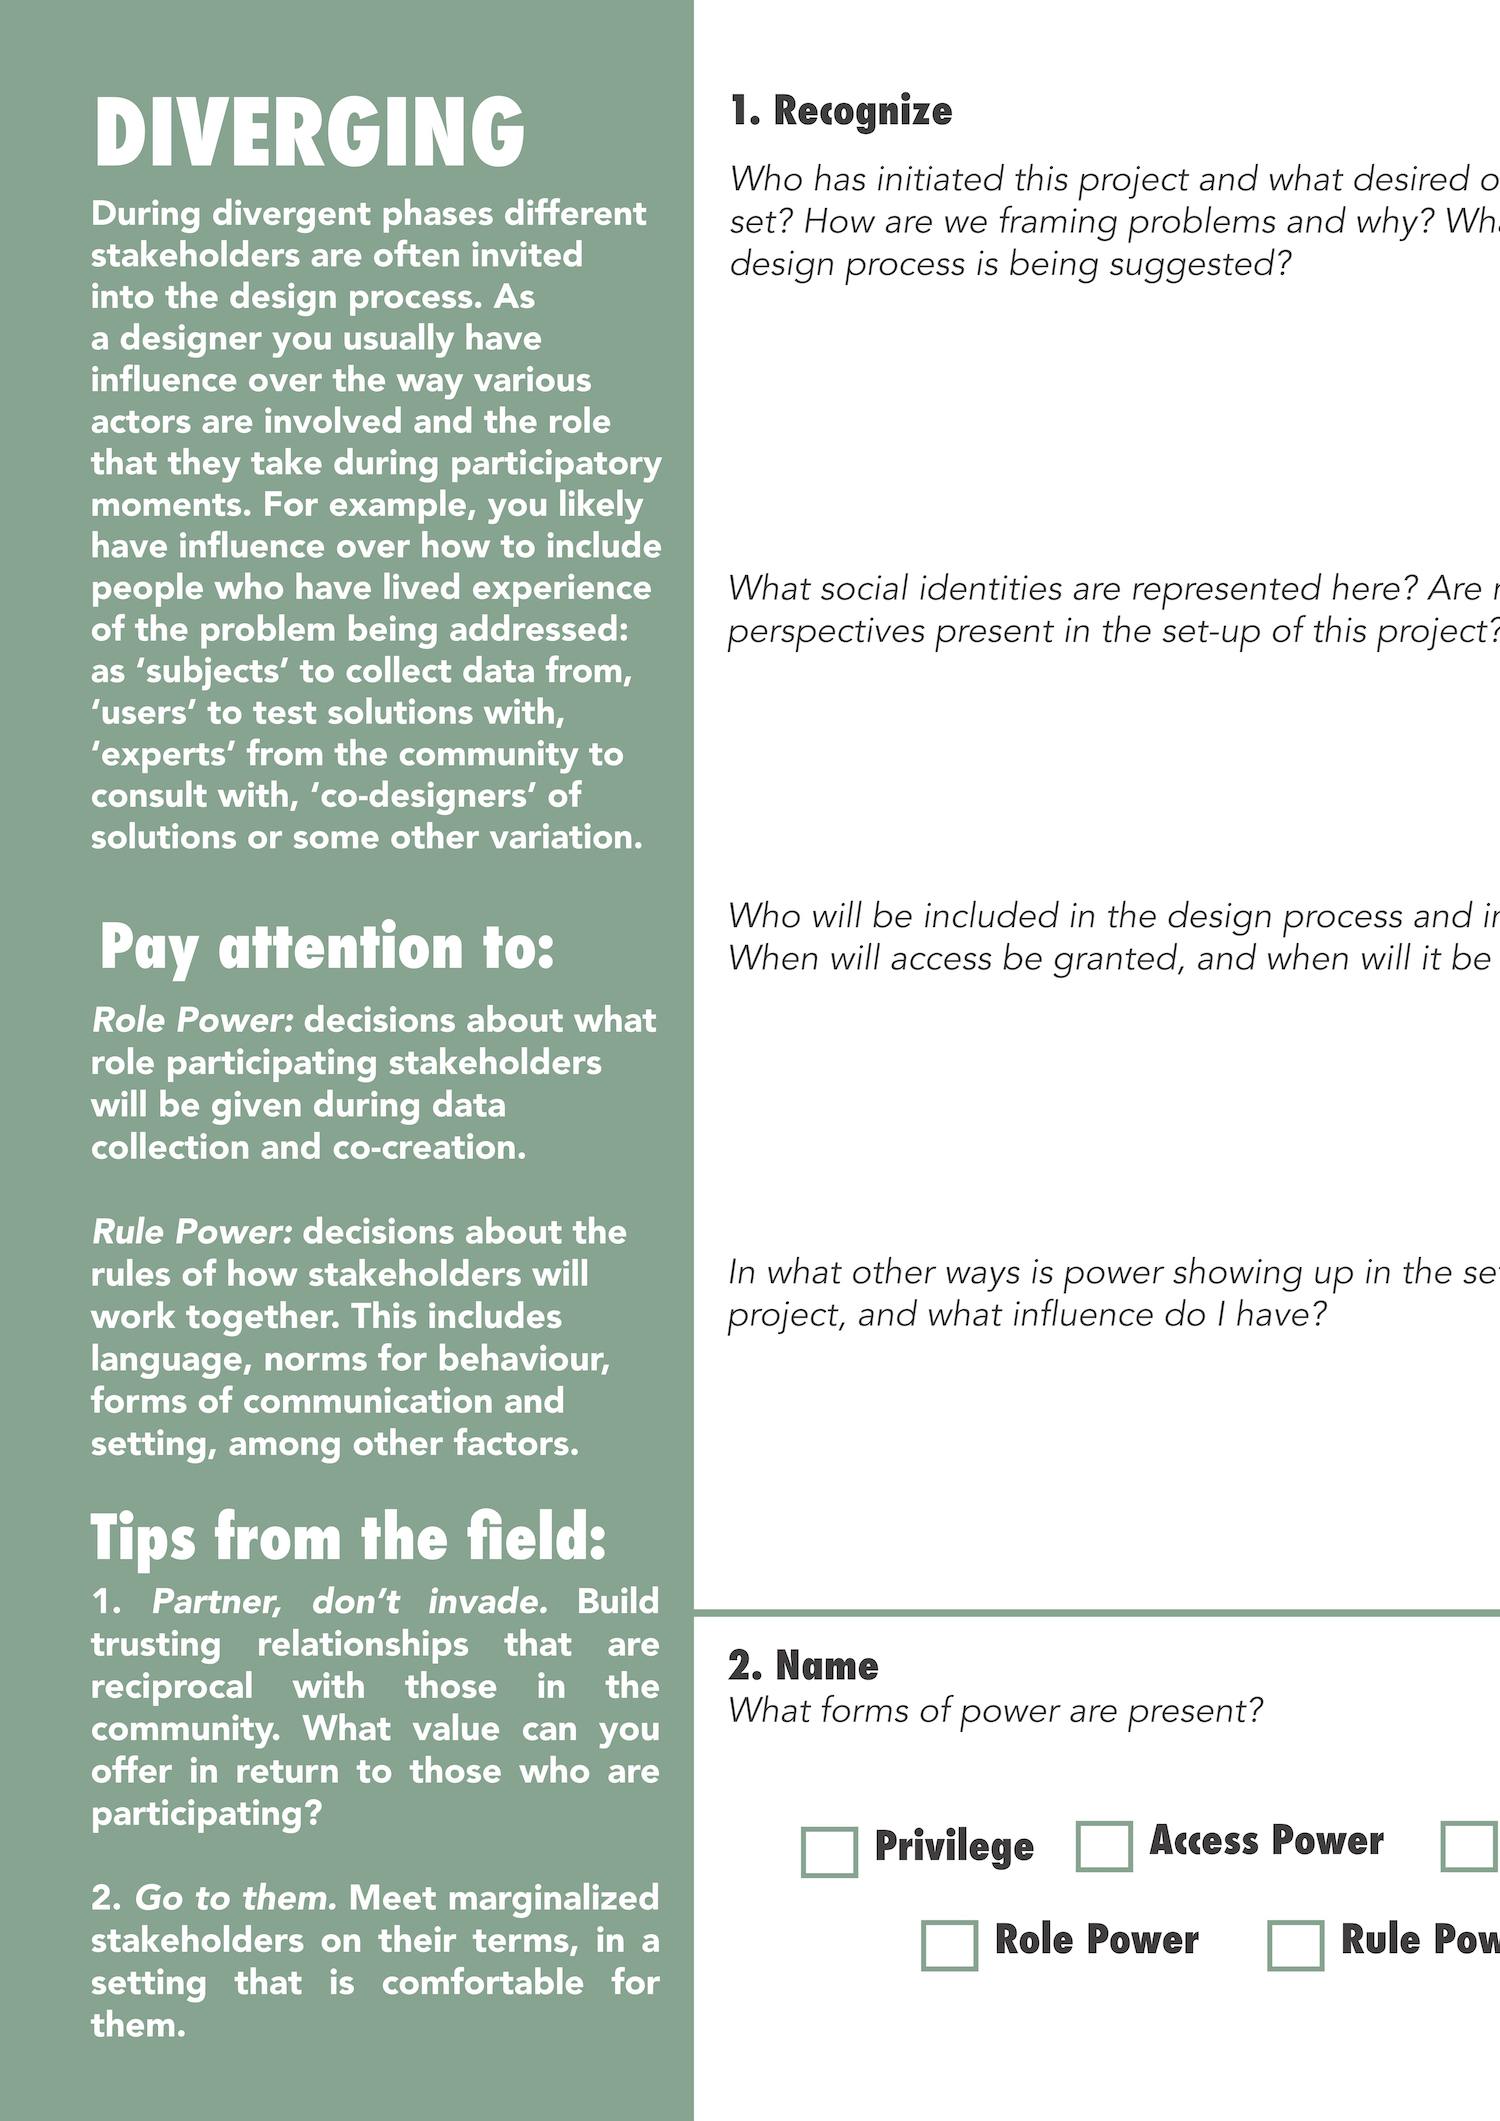 DIVERGING
During divergent phases different
stakeholders are often invited
into the design process. As
a designer you usually have
influence over the way various
actors are involved and the role
that they take during participatory
moments. For example, you likely
have influence over how to include
people who have lived experience
of the problem being addressed:
as ‘subjects’ to collect data from,
‘users‘ to test solutions with,
‘experts’ from the community to
consult with, ‘co-designers’ of
solutions or some other variation.
Pay attention to:
Role Power: decisions about what
role participating stakeholders
will be given during data
collection and co-creation.
Rule Power: decisions about the
rules of how stakeholders will
work together. This includes
language, norms for behaviour,
forms of communication and
setting, among other factors.
Tips from the field:
1. Partner, don’t invade. Build
trusting relationships that are
reciprocal with those in the
community. What value can you
offer in return to those who are
participating?
2. Go to them. Meet marginalized
stakeholders on their terms, in a
setting that is comfortable for
them.
1. Recognize
Who has initiated this project and what desired
set? How are we framing problems and why?
design process is being suggested?
What social identities are represented here? Are
perspectives present in the set-up of this project?
Who will be included in the design process and
When will access be granted, and when will it be
In what other ways is power showing up in the
project, and what influence do I have?
2. Name
What forms of power are present?
Privilege
Access Power
Role Power
Rule